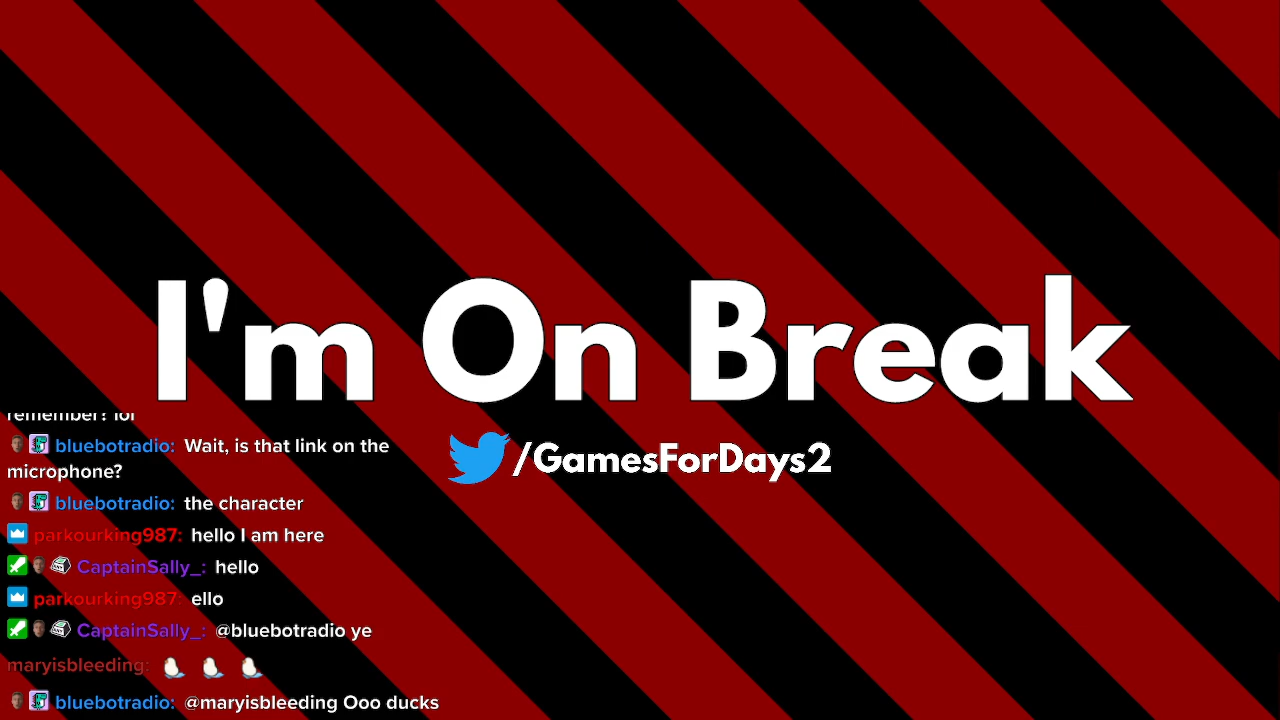 I'm On Break
/GamesForDays2
remember? lol
bluebotradio: Wait, is that link on the
microphone?
bluebotradio: the character
parkourking987: hello I am here
CaptainSally_: hello
parkourking987: ello
CaptainSally_: @bluebotradio ye
maryisbleeding:
bluebotradio: @maryisbleeding Ooo ducks